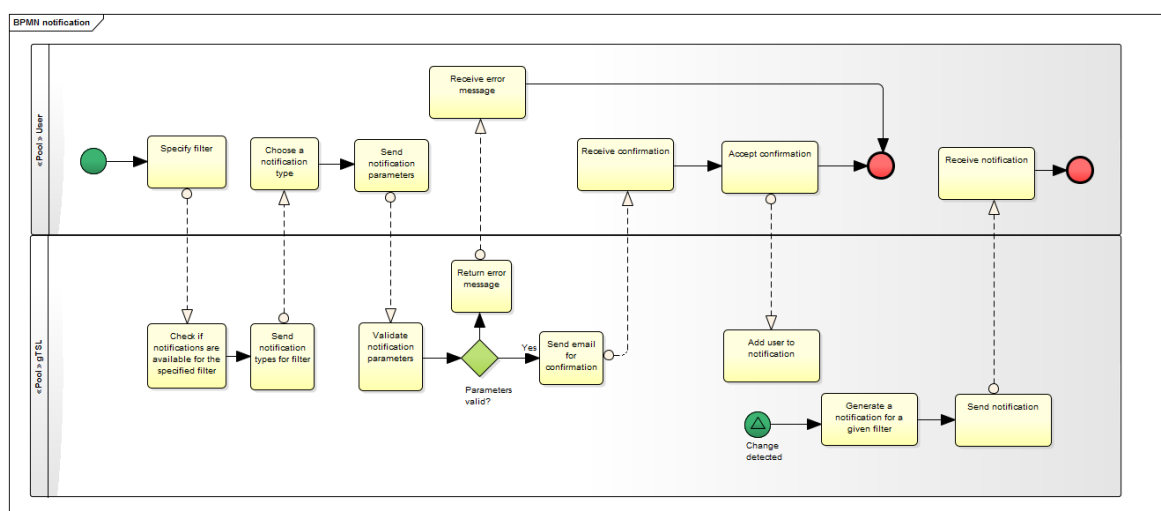 BPMN notification
«Pool» User
Receive error
message
Specify filter
Choose a
notification
type
Send
notification
parameters
Receive confirmation
Accept confirmation
Receive notification
«Pool» gTSL
Return error
message
Check if
notifications are
available for the
specified filter
Send
notification
types for filter
Validate
notification
parameters
Parameters
valid?
Yes
Send email
for
confirmation
Add user to
notification
Change
detected
Generate a
notification for a
given filter
Send notification